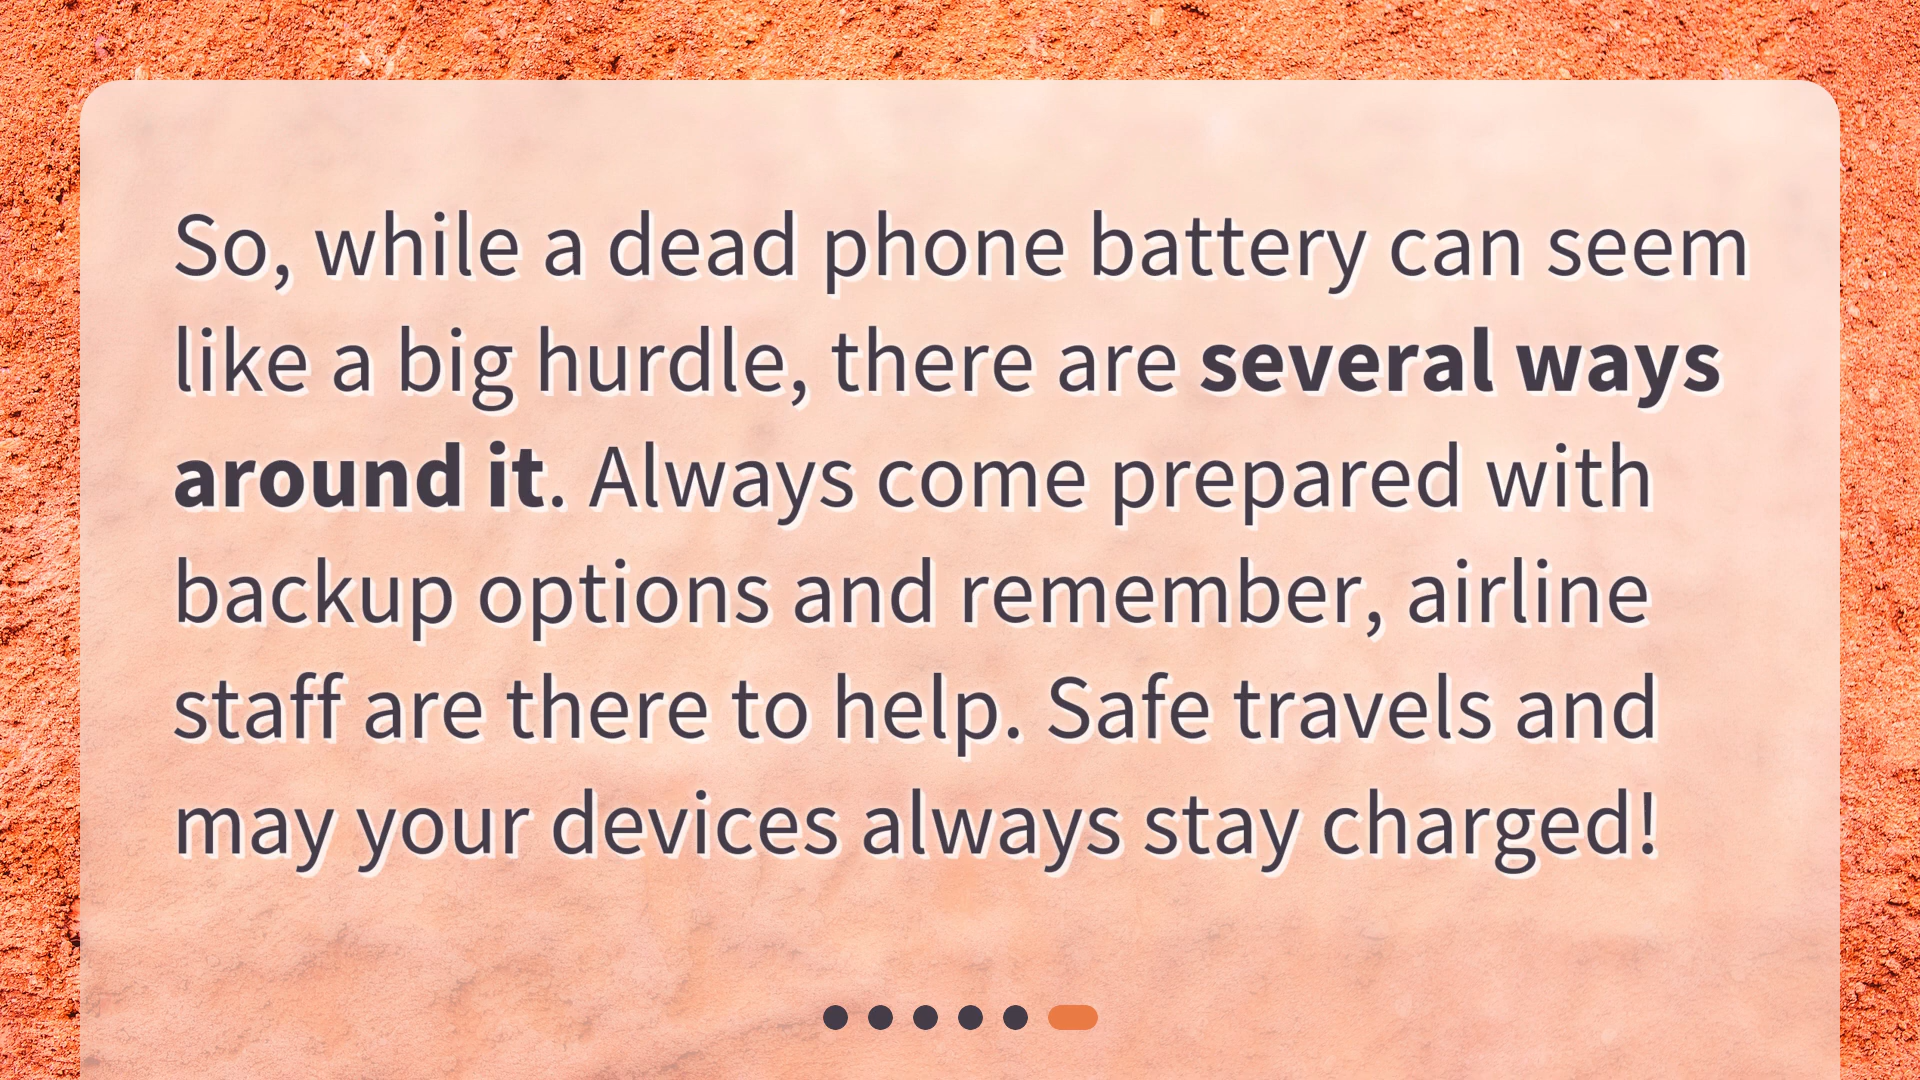 So, while a dead phone battery can seem
like a big hurdle, there are several ways
around it. Always come prepared with
backup options and remember, airline
staff are there to help. Safe travels and
may your devices always stay charged!